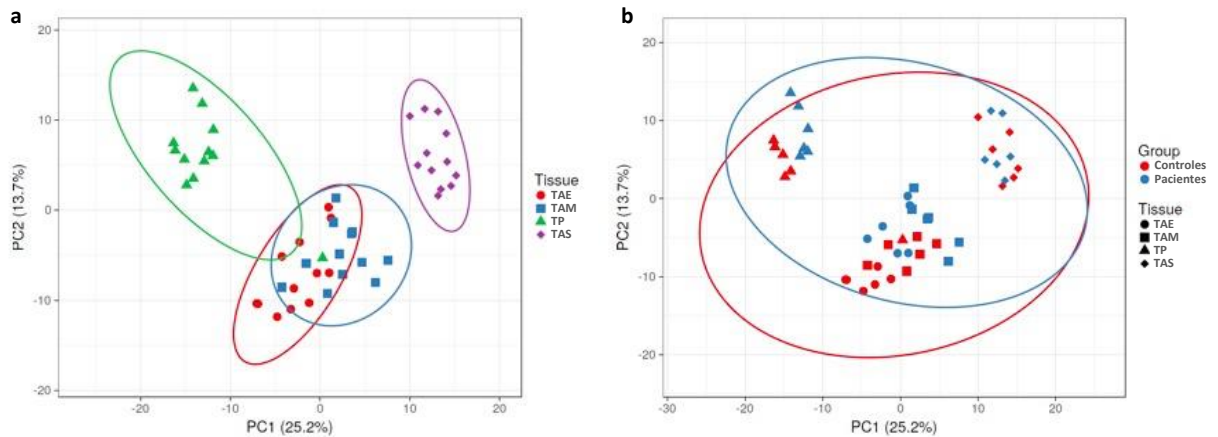 a
20
10
0
-10
-20
PC2 (13.7%)
-20
-10
0
10
20
PC1 (25.2%)
Tissue
TAE
TAM
TP
TAS
b
20
10
0
-10
-20
PC2 (13.7%)
-30
-20
-10
0
10
20
PC1 (25.2%)
Group
Controles
Pacientes
Tissue
TAE
TAM
TP
TAS